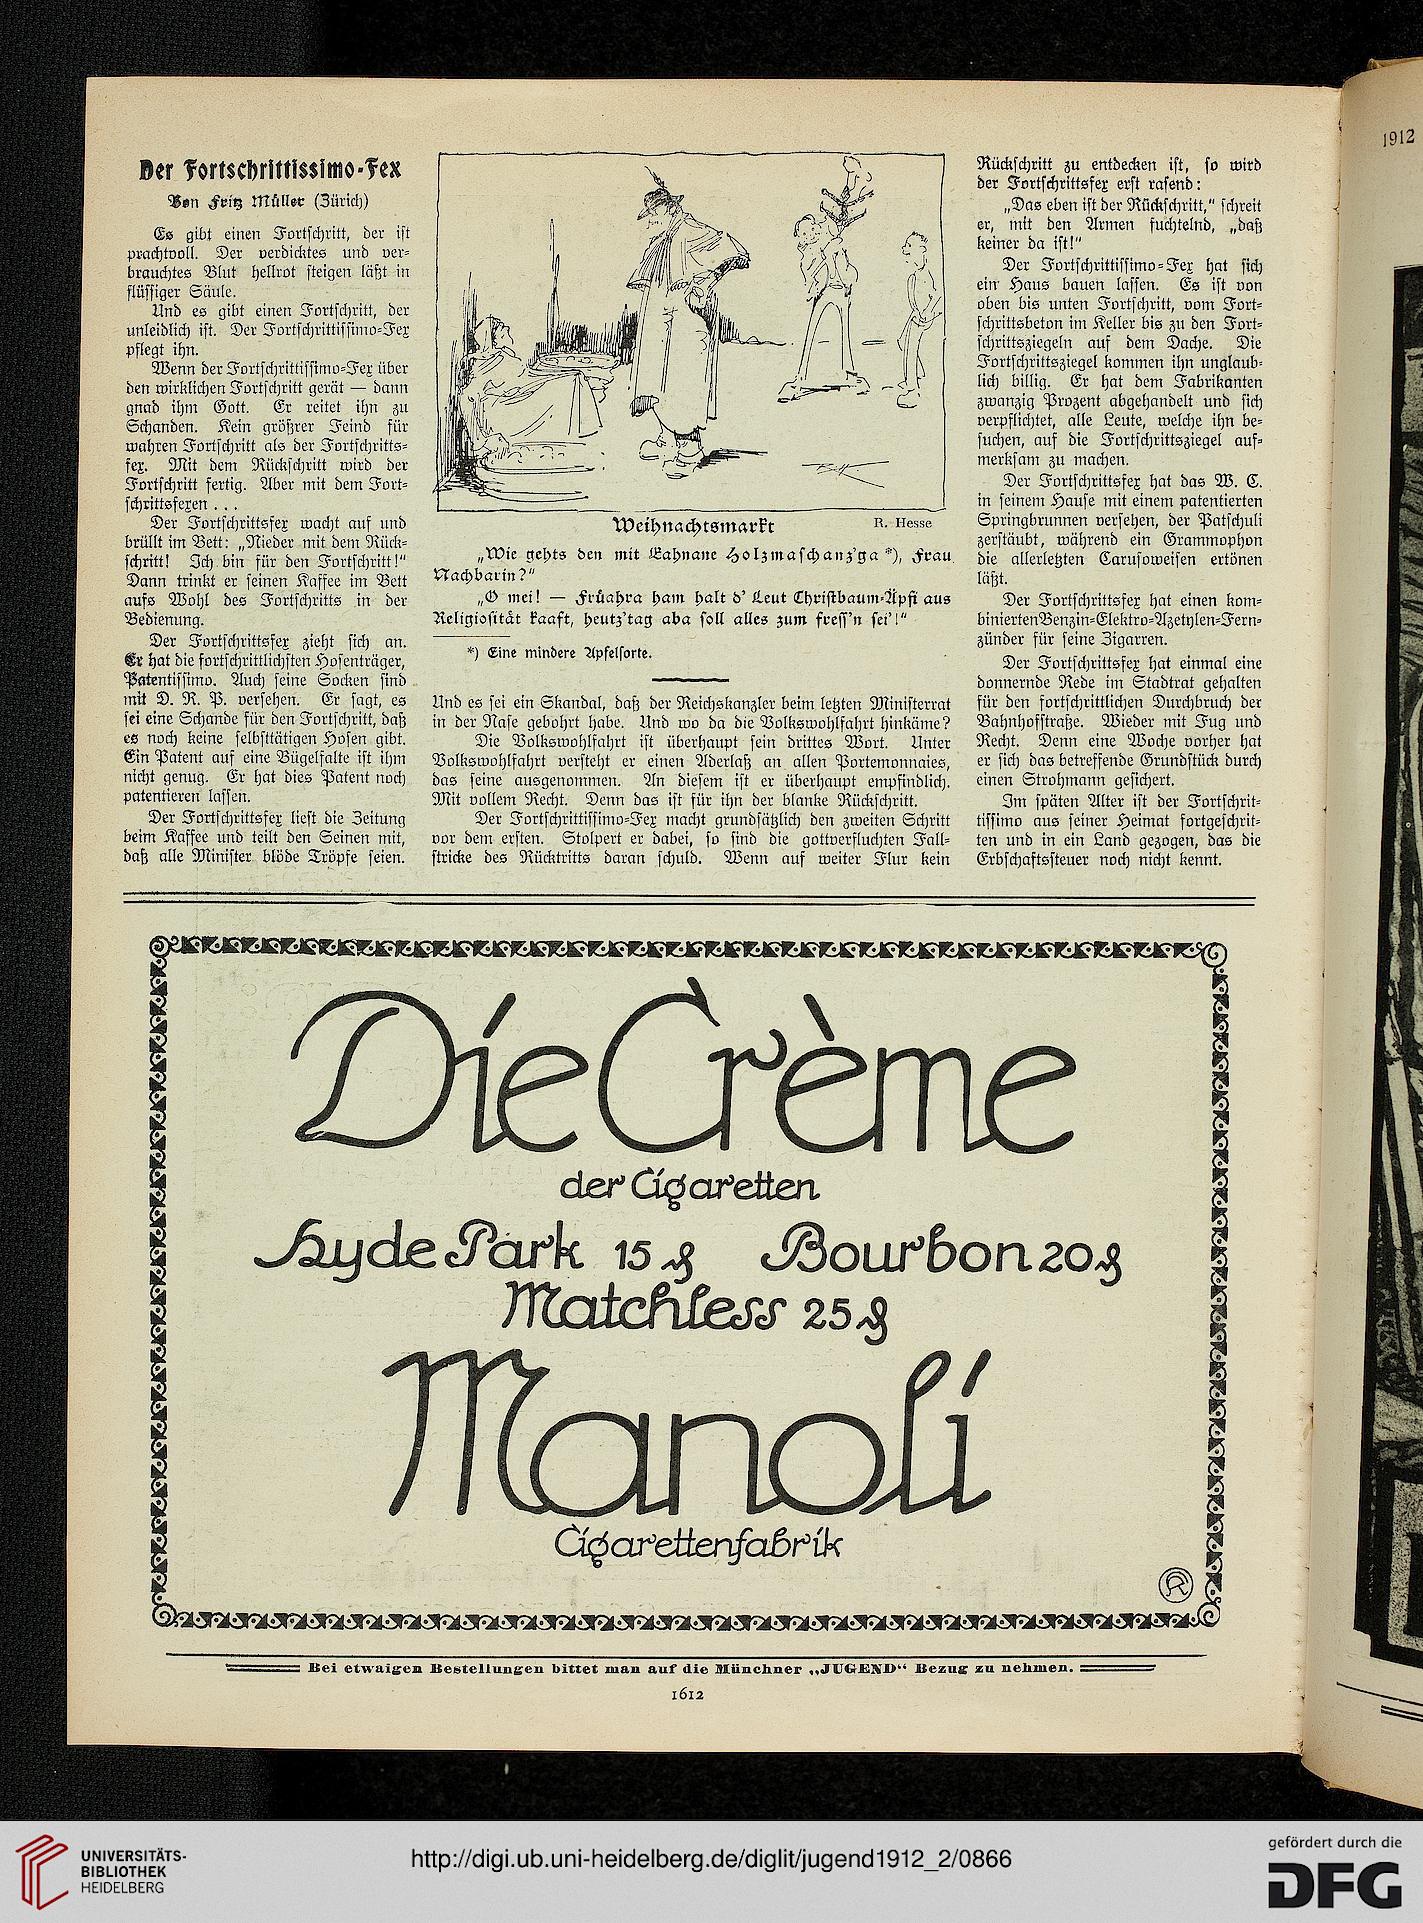 Der Fortschrittissimo-Fex
Von Fritz Müller (Zürich)
Es gibt einen Fortschritt, der ist
prachtvoll. Der verdicktes und ver-
brauchtes Blut hellrot steigen läßt in
flüssiger Säule.
Und es gibt einen Fortschritt, der
unleidlich ist. Der Fortschrittissimo-Fex
pflegt ihn.
Wenn der Fortschrittissimo-Fex über
den wirklichen Fortschritt gerät — dann
gnad ihm Gott. Er reitet ihn zu
Schanden. Kein größrer Feind für
wahren Fortschritt als der Fortschritts-
fex. Mit dem Rückschritt wird der
Fortschritt fertig. Aber mit dem Fort-
schrittsfexen . . .
Der Fortschrittsfex wacht auf und
brüllt im Bett: „Nieder mit dem Rück-
schritt! Ich bin für den Fortschritt!“
Dann trinkt er seinen Kaffee im Bett
aufs Wohl des Fortschritts in der
Bedienung.
Der Fortschrittsfex zieht sich an.
Er hat die fortschrittlichsten Hosenträger,
Patentissimo. Auch seine Socken sind
mit D. R. P. versehen. Er sagt, es
sei eine Schande für den Fortschritt, daß
es noch keine selbsttätigen Hosen gibt.
Ein Patent auf eine Bügelfalte ist ihm
nicht genug. Er hat dies Patent noch
patentieren lassen.
Der Fortschrittsfex liest die Zeitung
beim Kaffee und teilt den Seinen mit,
daß alle Minister blöde Tröpfe seien.
Weihnachtsmarkt
R. Hesse
„Wie gehts den mit Eahnane Holzmaschanz'ga *), Frau
Nachbarin?“
„O mei! — Früahra ham halt d' Leut Christbaum-Äpfi aus
Religiosität kaaft, heutz'tag aba soll alles zum fress'n sei'!“
*) Eine mindere Apfelsorte.
Und es sei ein Skandal, daß der Reichskanzler beim letzten Ministerrat
in der Nase gebohrt habe. Und wo da die Volkswohlfahrt hinkäme?
Die Volkswohlfahrt ist überhaupt sein drittes Wort. Unter
Volkswohlfahrt versteht er einen Aderlaß an allen Portemonnaies,
das seine ausgenommen. An diesem ist er überhaupt empfindlich.
Mit vollem Recht. Denn das ist für ihn der blanke Rückschritt.
Der Fortschrittissimo-Fex macht grundsätzlich den zweiten Schritt
vor dem ersten. Stolpert er dabei, so sind die gottverfluchten Fall-
stricke des Rücktritts daran schuld. Wenn auf weiter Flur kein
Rückschritt zu entdecken ist, so wird
der Fortschrittsfex erst rasend:
„Das eben ist der Rückschritt,“ schreit
er, mit den Armen fuchtelnd, „daß
keiner da ist!“
Der Fortschrittissimo-Fex hat sich
ein Haus bauen lassen. Es ist von
oben bis unten Fortschritt, vom Fort-
schrittsbeton im Keller bis zu den Fort-
schrittsziegeln auf dem Dache. Die
Fortschrittsziegel kommen ihn unglaub-
lich billig. Er hat dem Fabrikanten
zwanzig Prozent abgehandelt und sich
verpflichtet, alle Leute, welche ihn be-
suchen, auf die Fortschrittsziegel auf-
merksam zu machen.
Der Fortschrittsfex hat das W. C.
in seinem Hause mit einem patentierten
Springbrunnen versehen, der Patschuli
zerstäubt, während ein Grammophon
die allerletzten Carusoweisen ertönen
läßt.
Der Fortschrittsfex hat einen kom-
binierten Benzin-Elektro-Azetylen-Fern-
zünder für seine Zigarren.
Der Fortschrittsfex hat einmal eine
donnernde Rede im Stadtrat gehalten
für den fortschrittlichen Durchbruch der
Bahnhofstraße. Wieder mit Fug und
Recht. Denn eine Woche vorher hat
er sich das betreffende Grundstück durch
einen Strohmann gesichert.
Im späten Alter ist der Fortschrit-
tissimo aus seiner Heimat fortgeschrit-
ten und in ein Land gezogen, das die
Erbschaftssteuer noch nicht kennt.
Die Crème
der Cigaretten
Hyde Park 15 ₰ Bourbon 20 ₰
Matchless 25 ₰
Manoli
Cigarettenfabrik
Bei etwaigen Bestellungen bittet man auf die Münchner „JUGEND“ Bezug zu nehmen.
1612
1912
UNIVERSITÄTS-
BIBLIOTHEK
HEIDELBERG
http://digi.ub.uni-heidelberg.de/diglit/jugend1912_2/0866
gefördert durch die
DFG